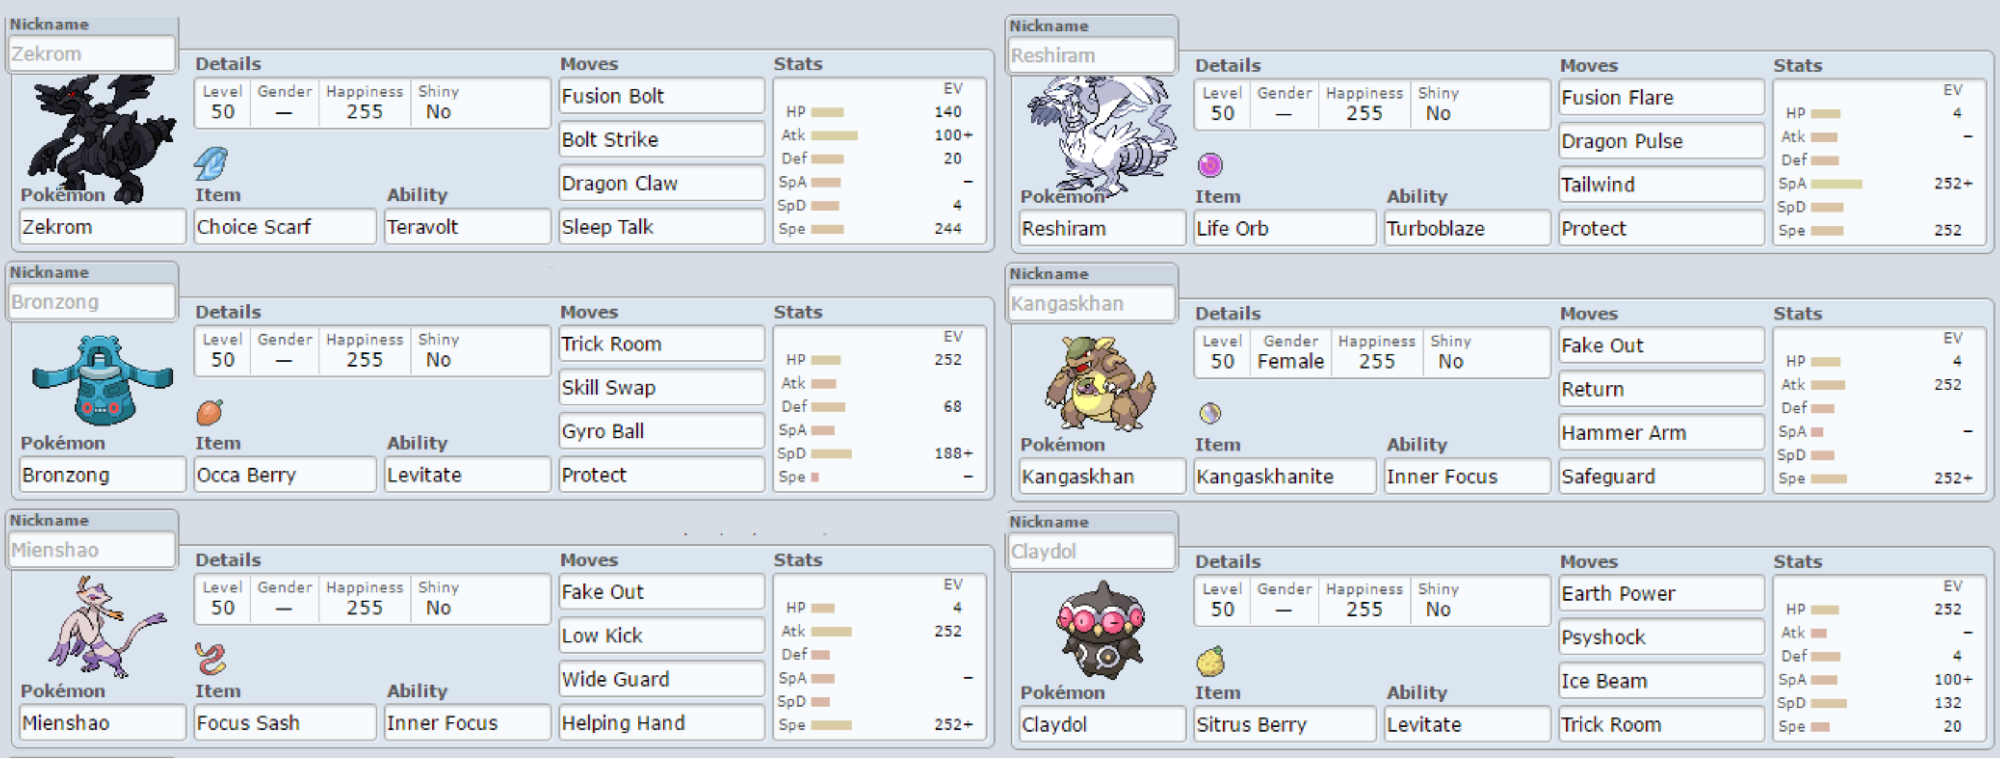 Nickname
Zekrom
Details
Moves
Stats
Level Gender Happiness Shiny
50 — 255 No
Fusion Bolt
Bolt Strike
Dragon Claw
Sleep Talk
EV
HP 140
Atk 100+
Def 20
SpA –
SpD 4
Spe 244
Pokémon Item Ability
Zekrom Choice Scarf Teravolt
Nickname
Reshiram
Details
Moves
Stats
Level Gender Happiness Shiny
50 — 255 No
Fusion Flare
Dragon Pulse
Tailwind
Protect
EV
HP 4
Atk –
Def
SpA 252+
SpD
Spe 252
Pokémon Item Ability
Reshiram Life Orb Turboblaze
Nickname
Bronzong
Details
Moves
Stats
Level Gender Happiness Shiny
50 — 255 No
Trick Room
Skill Swap
Gyro Ball
Protect
EV
HP 252
Atk
Def 68
SpA
SpD 188+
Spe –
Pokémon Item Ability
Bronzong Occa Berry Levitate
Nickname
Kangaskhan
Details
Moves
Stats
Level Gender Happiness Shiny
50 Female 255 No
Fake Out
Return
Hammer Arm
Safeguard
EV
HP 4
Atk 252
Def
SpA –
SpD
Spe 252+
Pokémon Item Ability
Kangaskhan Kangaskhanite Inner Focus
Nickname
Mienshao
Details
Moves
Stats
Level Gender Happiness Shiny
50 — 255 No
Fake Out
Low Kick
Wide Guard
Helping Hand
EV
HP 4
Atk 252
Def
SpA –
SpD
Spe 252+
Pokémon Item Ability
Mienshao Focus Sash Inner Focus
Nickname
Claydol
Details
Moves
Stats
Level Gender Happiness Shiny
50 — 255 No
Earth Power
Psyshock
Ice Beam
Trick Room
EV
HP 252
Atk –
Def 4
SpA 100+
SpD 132
Spe 20
Pokémon Item Ability
Claydol Sitrus Berry Levitate